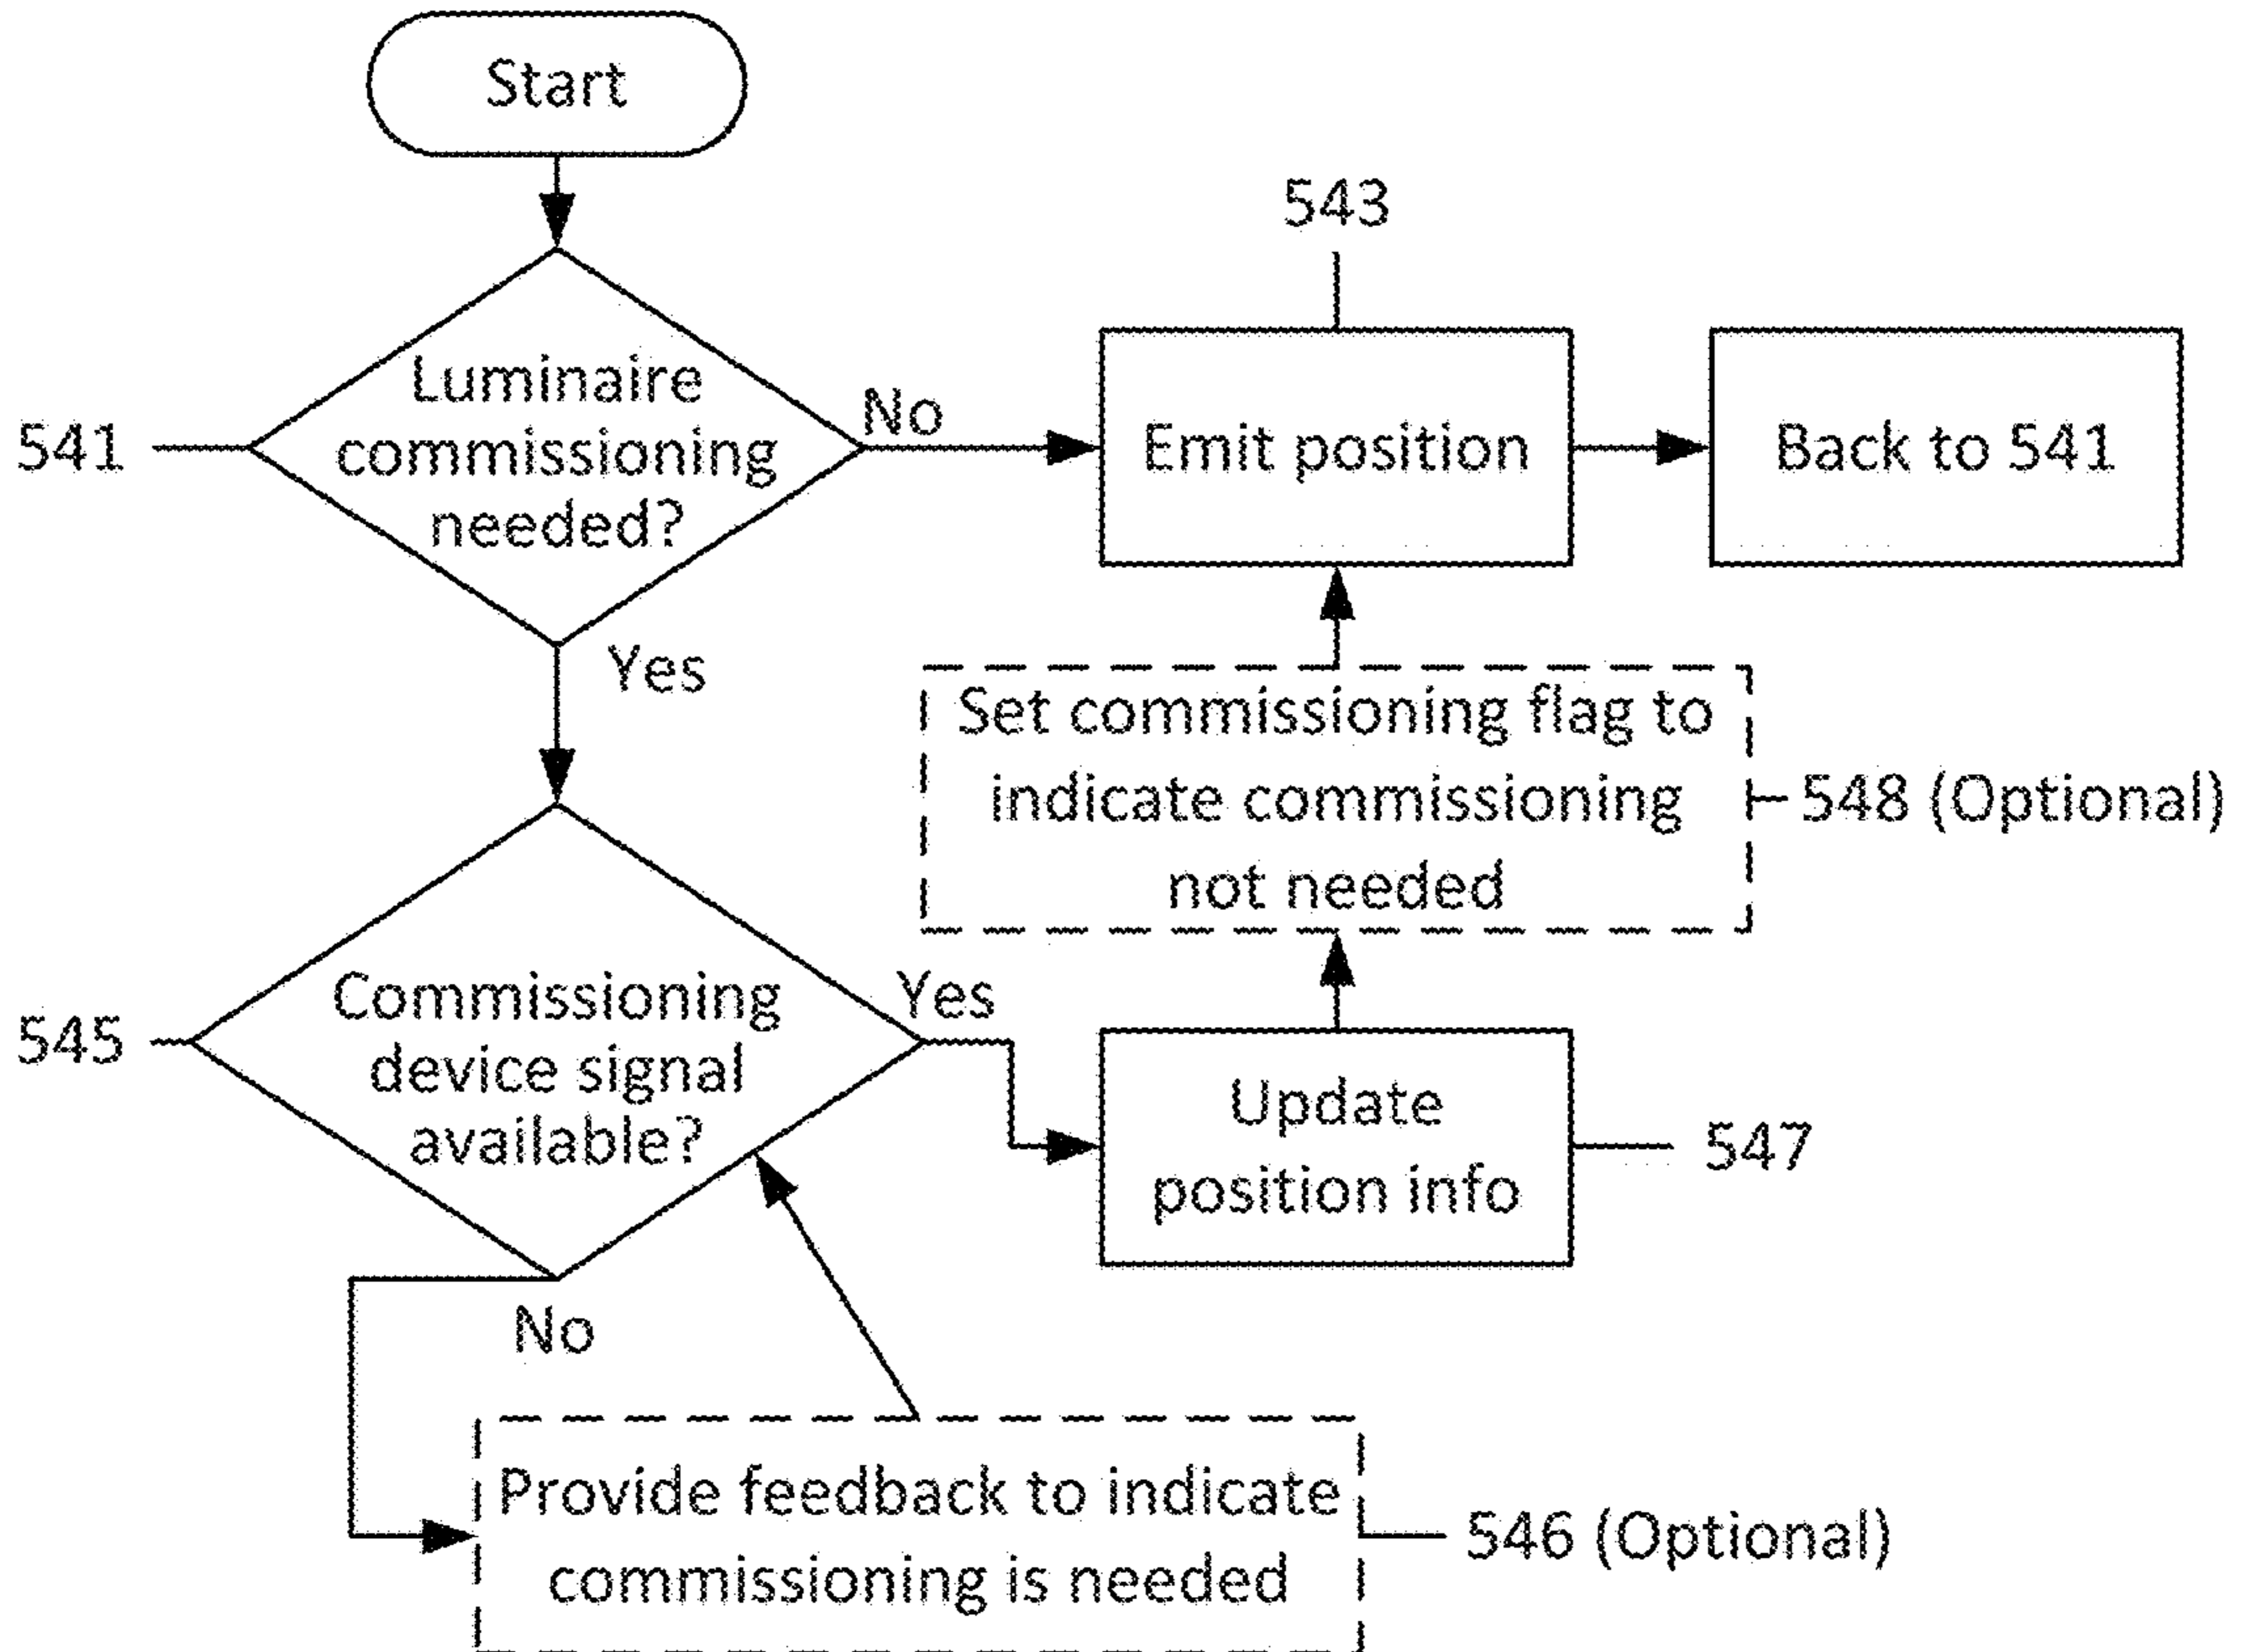 Start
543
Luminaire
commissioning
needed?
541
No
Emit position
Back to 541
Yes
Set commissioning flag to
indicate commissioning
not needed
548 (Optional)
Commissioning
device signal
available?
545
Yes
Update
position info
547
No
Provide feedback to indicate
commissioning is needed
546 (Optional)